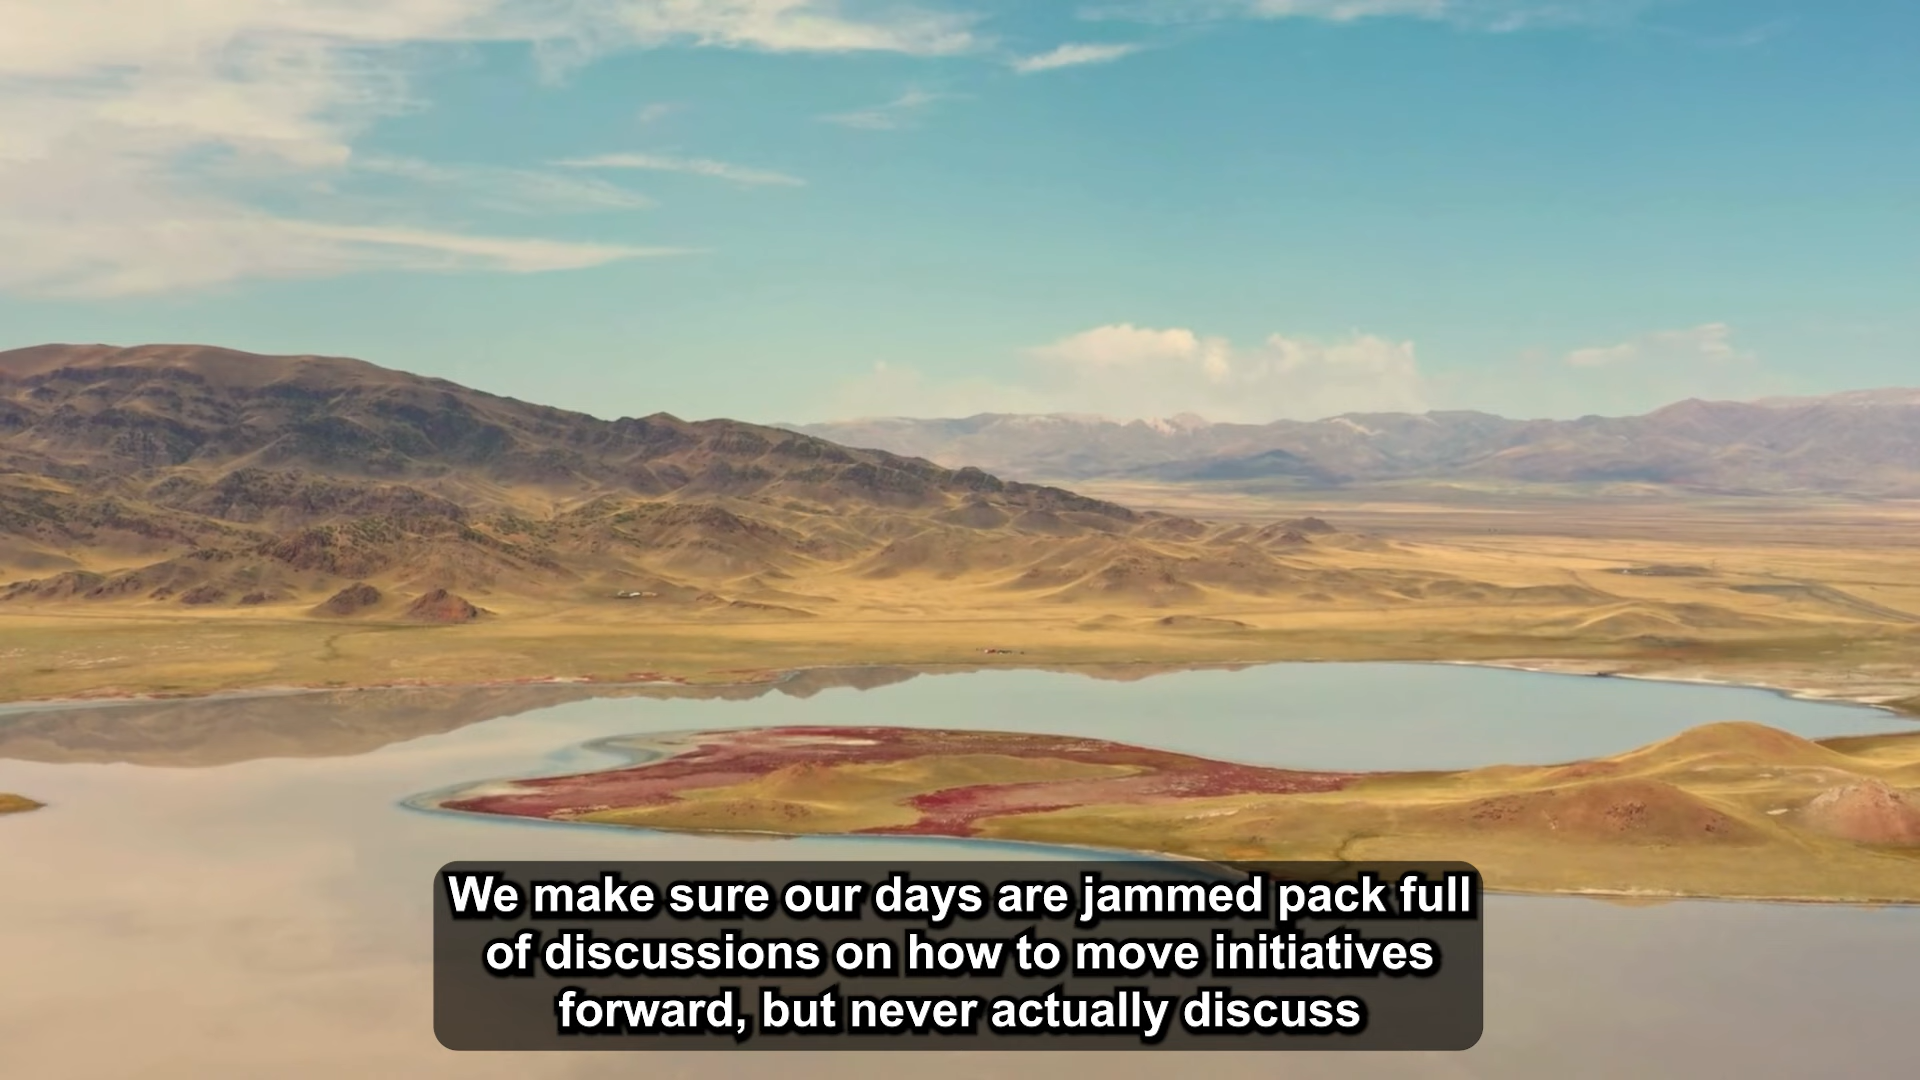 We make sure our days are jammed pack full
of discussions on how to move initiatives
forward, but never actually discuss